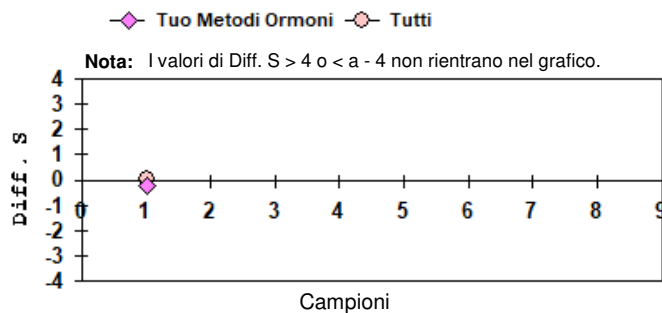 Tuo Metodi Ormoni Tutti
Nota: I valori di Diff. S > 4 o < a - 4 non rientrano nel grafico.
4
3
2
1
0
-1
-2
-3
-4
Diff. S
0 1 2 3 4 5 6 7 8 9
Campioni